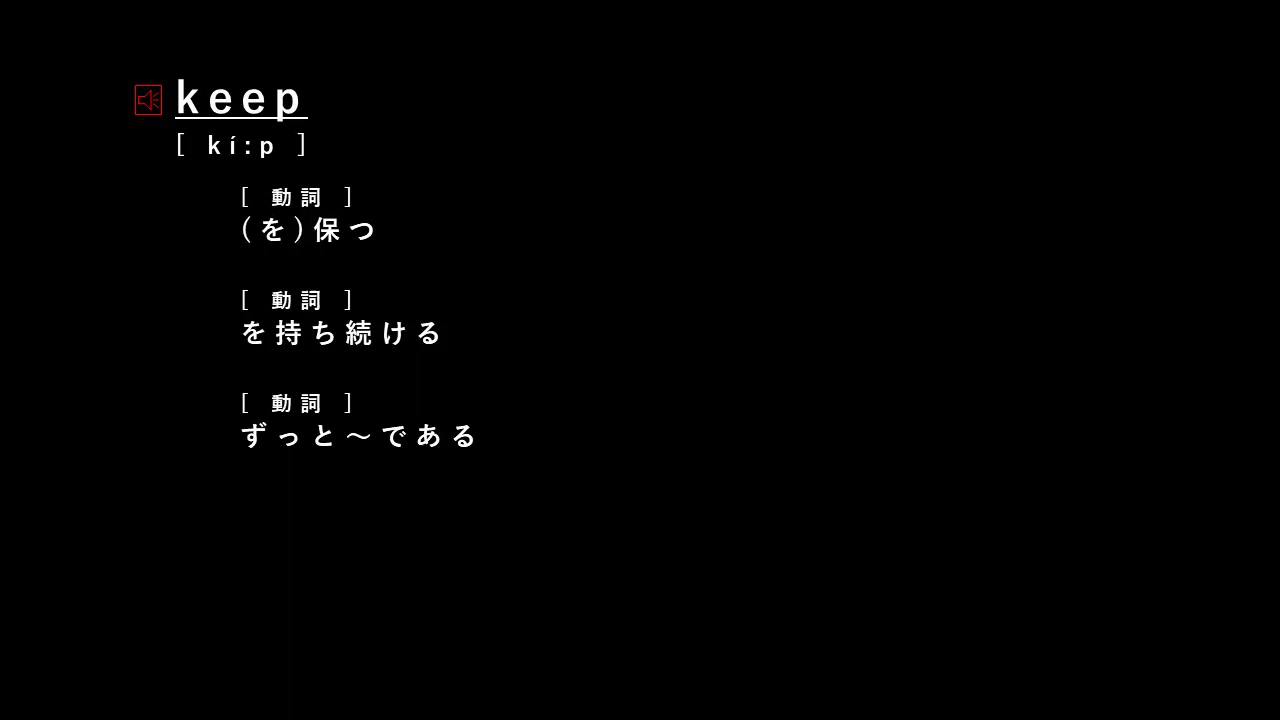 keep
[ kí:p ]
[ 動詞 ]
(を)保つ
[ 動詞 ]
を持ち続ける
[ 動詞 ]
ずっと～である